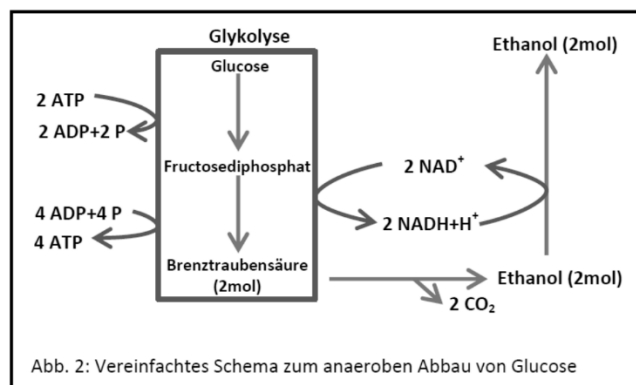 Glykolyse
Glucose
2 ATP
2 ADP+2 P
Fructosediphosphat
4 ADP+4 P
4 ATP
Brenztraubensäure
(2mol)
2 NAD⁺
2 NADH+H⁺
Ethanol (2mol)
Ethanol (2mol)
2 CO₂
Abb. 2: Vereinfachtes Schema zum anaeroben Abbau von Glucose